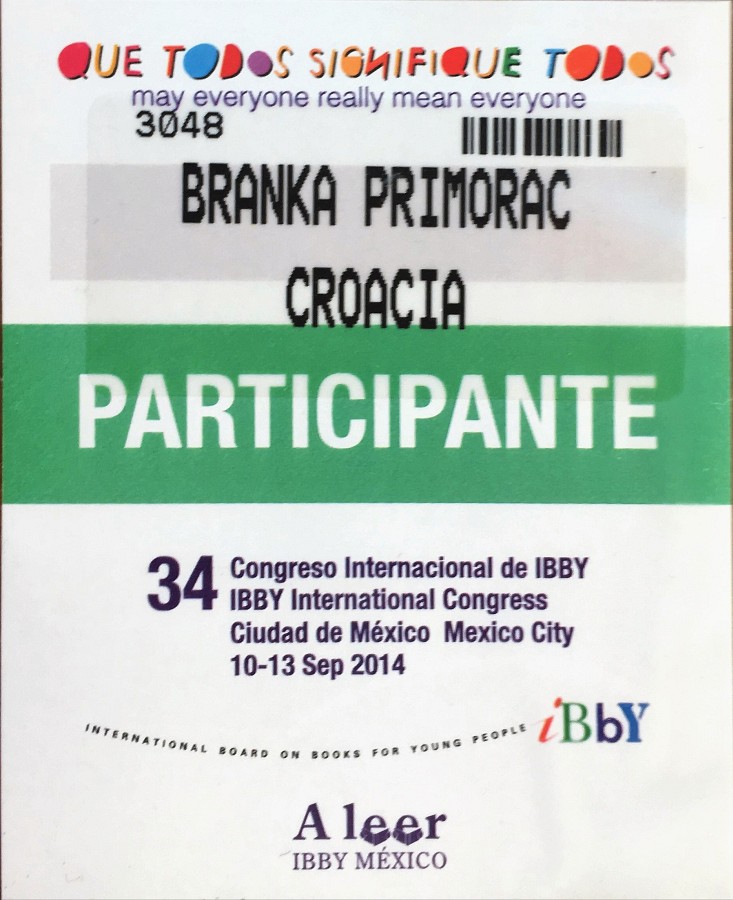 QUE TODOS SIGNIFIQUE TODOS
may everyone really mean everyone
3048
BRANKA PRIMORAC
CROACIA
PARTICIPANTE
34 Congreso Internacional de IBBY
IBBY International Congress
Ciudad de México Mexico City
10-13 Sep 2014
INTERNATIONAL BOARD ON BOOKS FOR YOUNG PEOPLE iBbY
A leer
IBBY MÉXICO